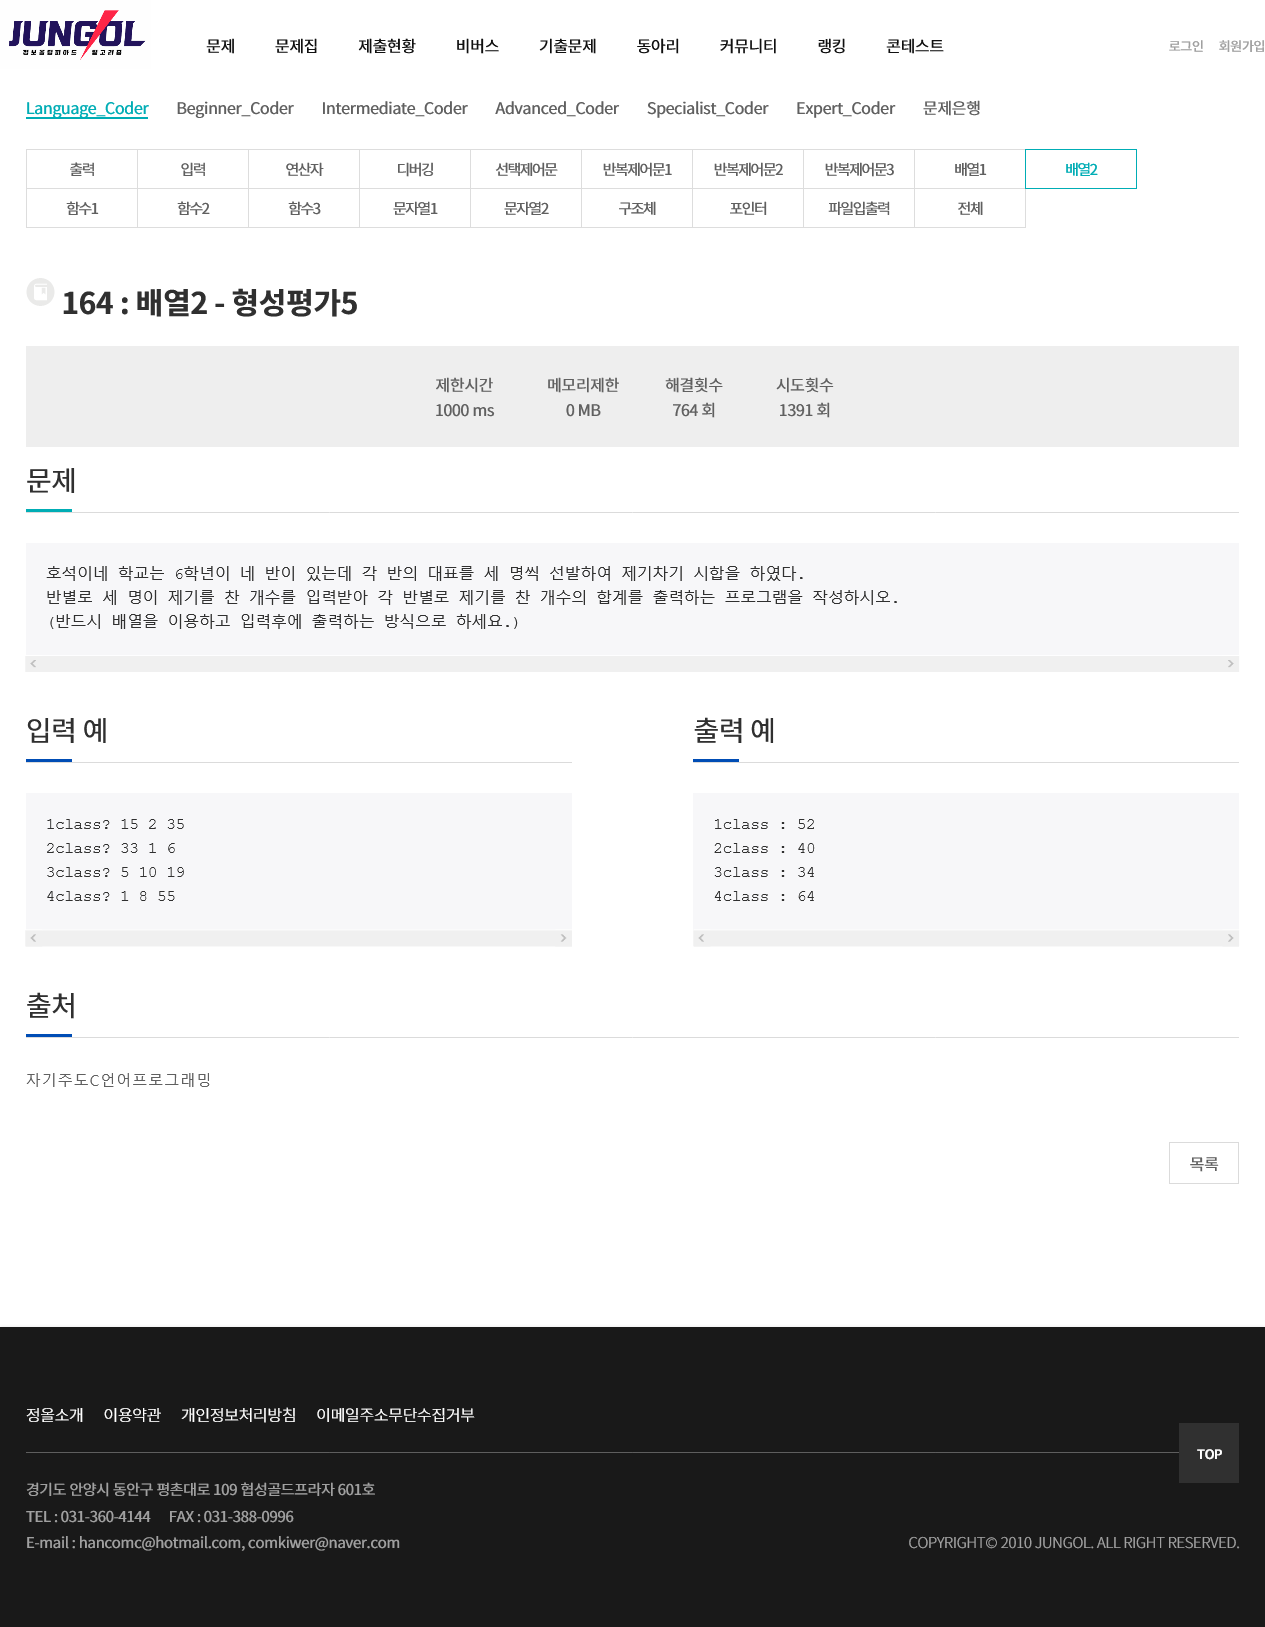 JUNGOL
정보올림피아드 알고리즘
문제 문제집 제출현황 비버스 기출문제 동아리 커뮤니티 랭킹 콘테스트 로그인 회원가입
Language_Coder Beginner_Coder Intermediate_Coder Advanced_Coder Specialist_Coder Expert_Coder 문제은행
출력 입력 연산자 디버깅 선택제어문 반복제어문1 반복제어문2 반복제어문3 배열1 배열2
함수1 함수2 함수3 문자열1 문자열2 구조체 포인터 파일입출력 전체
164 : 배열2 - 형성평가5
제한시간 메모리제한 해결횟수 시도횟수
1000 ms 0 MB 764 회 1391 회
문제
호석이네 학교는 6학년이 네 반이 있는데 각 반의 대표를 세 명씩 선발하여 제기차기 시합을 하였다.
반별로 세 명이 제기를 찬 개수를 입력받아 각 반별로 제기를 찬 개수의 합계를 출력하는 프로그램을 작성하시오.
(반드시 배열을 이용하고 입력후에 출력하는 방식으로 하세요.)
입력 예
1class? 15 2 35
2class? 33 1 6
3class? 5 10 19
4class? 1 8 55
출력 예
1class : 52
2class : 40
3class : 34
4class : 64
출처
자기주도C언어프로그래밍
목록
정올소개 이용약관 개인정보처리방침 이메일주소무단수집거부
TOP
경기도 안양시 동안구 평촌대로 109 협성골드프라자 601호
TEL : 031-360-4144 FAX : 031-388-0996
E-mail : hancomc@hotmail.com, comkiwer@naver.com
COPYRIGHT© 2010 JUNGOL. ALL RIGHT RESERVED.